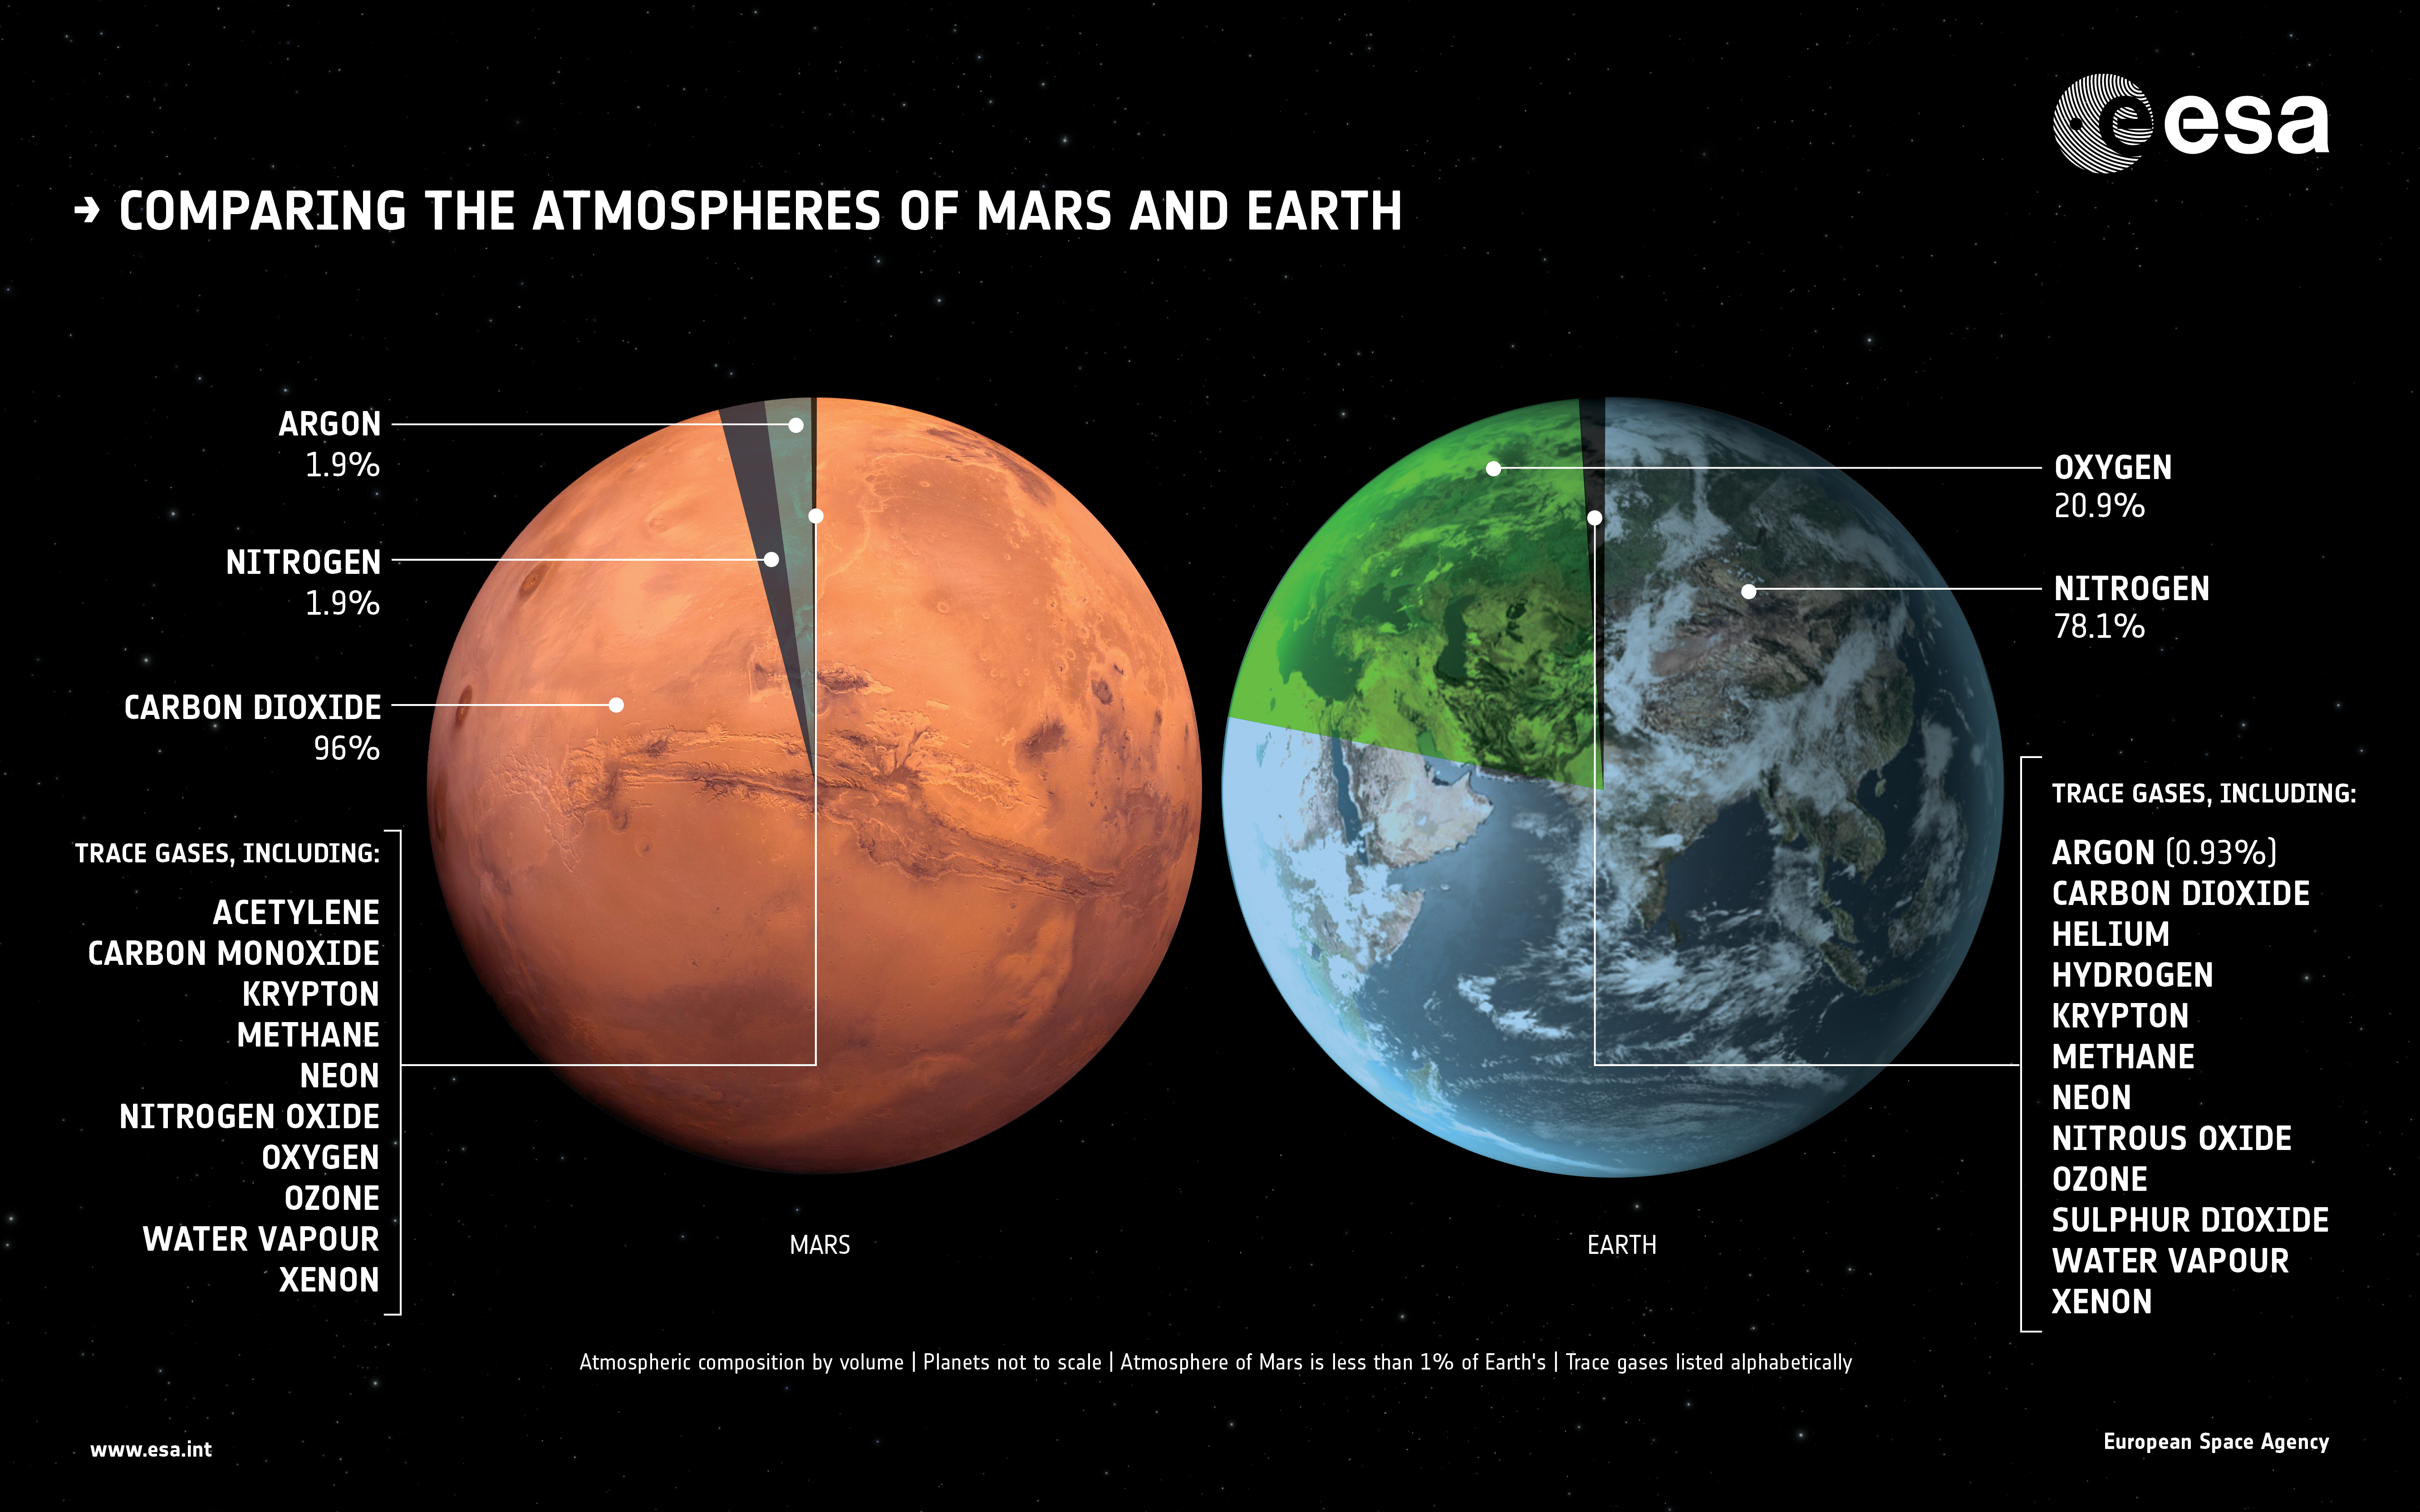 esa
→ COMPARING THE ATMOSPHERES OF MARS AND EARTH
ARGON
1.9%
NITROGEN
1.9%
CARBON DIOXIDE
96%
TRACE GASES, INCLUDING:
ACETYLENE
CARBON MONOXIDE
KRYPTON
METHANE
NEON
NITROGEN OXIDE
OXYGEN
OZONE
WATER VAPOUR
XENON
MARS
OXYGEN
20.9%
NITROGEN
78.1%
TRACE GASES, INCLUDING:
ARGON (0.93%)
CARBON DIOXIDE
HELIUM
HYDROGEN
KRYPTON
METHANE
NEON
NITROUS OXIDE
OZONE
SULPHUR DIOXIDE
WATER VAPOUR
XENON
EARTH
Atmospheric composition by volume | Planets not to scale | Atmosphere of Mars is less than 1% of Earth's | Trace gases listed alphabetically
www.esa.int
European Space Agency